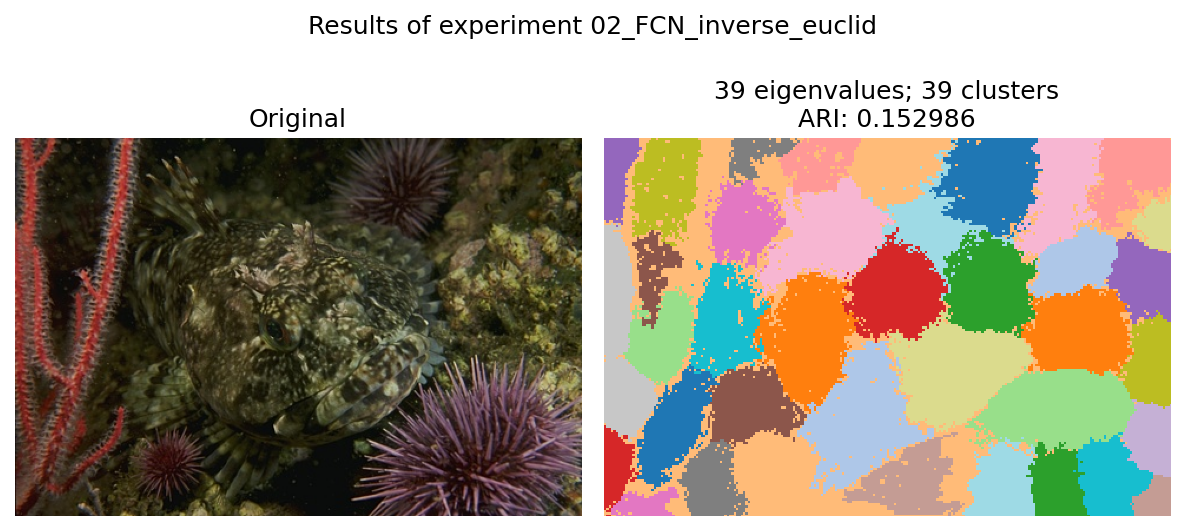 Results of experiment 02_FCN_inverse_euclid
Original
39 eigenvalues; 39 clusters
ARI: 0.152986